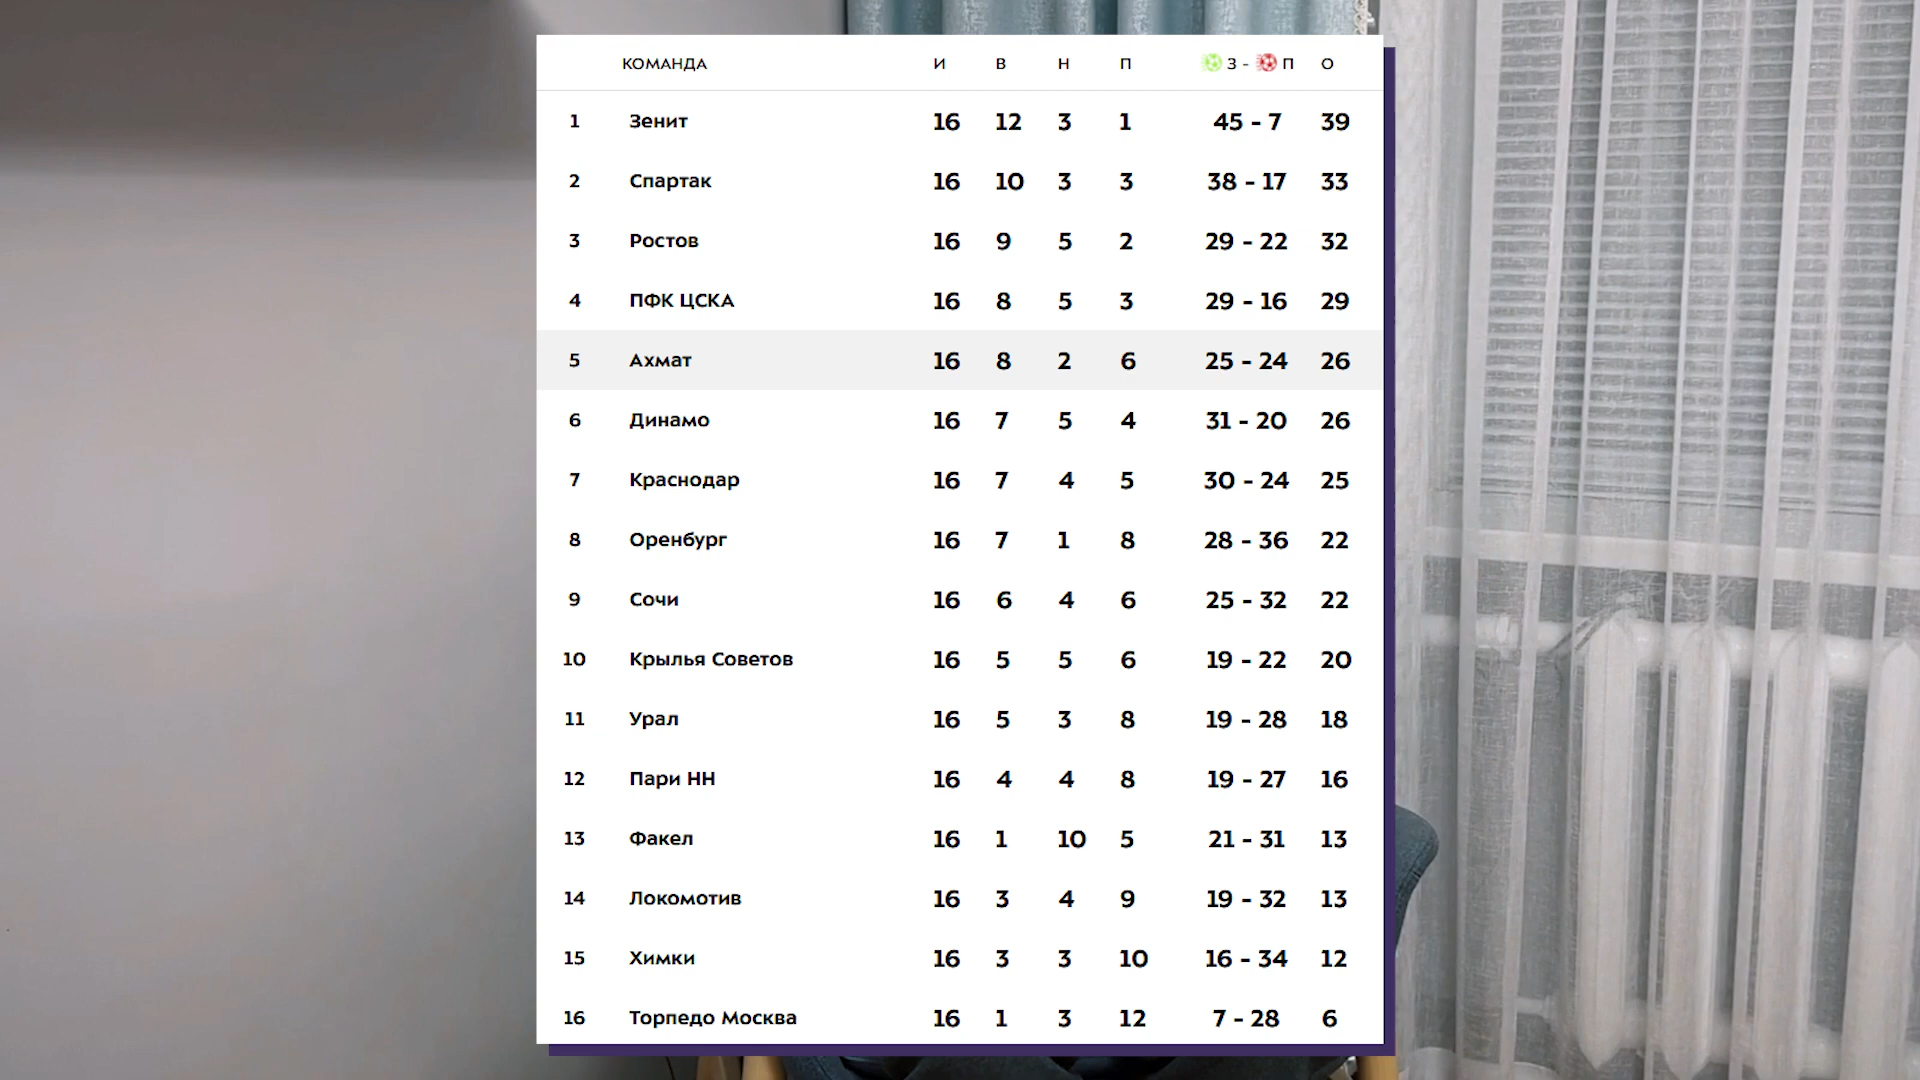 КОМАНДА И В Н П З - П О
1 Зенит 16 12 3 1 45 - 7 39
2 Спартак 16 10 3 3 38 - 17 33
3 Ростов 16 9 5 2 29 - 22 32
4 ПФК ЦСКА 16 8 5 3 29 - 16 29
5 Ахмат 16 8 2 6 25 - 24 26
6 Динамо 16 7 5 4 31 - 20 26
7 Краснодар 16 7 4 5 30 - 24 25
8 Оренбург 16 7 1 8 28 - 36 22
9 Сочи 16 6 4 6 25 - 32 22
10 Крылья Советов 16 5 5 6 19 - 22 20
11 Урал 16 5 3 8 19 - 28 18
12 Пари НН 16 4 4 8 19 - 27 16
13 Факел 16 1 10 5 21 - 31 13
14 Локомотив 16 3 4 9 19 - 32 13
15 Химки 16 3 3 10 16 - 34 12
16 Торпедо Москва 16 1 3 12 7 - 28 6